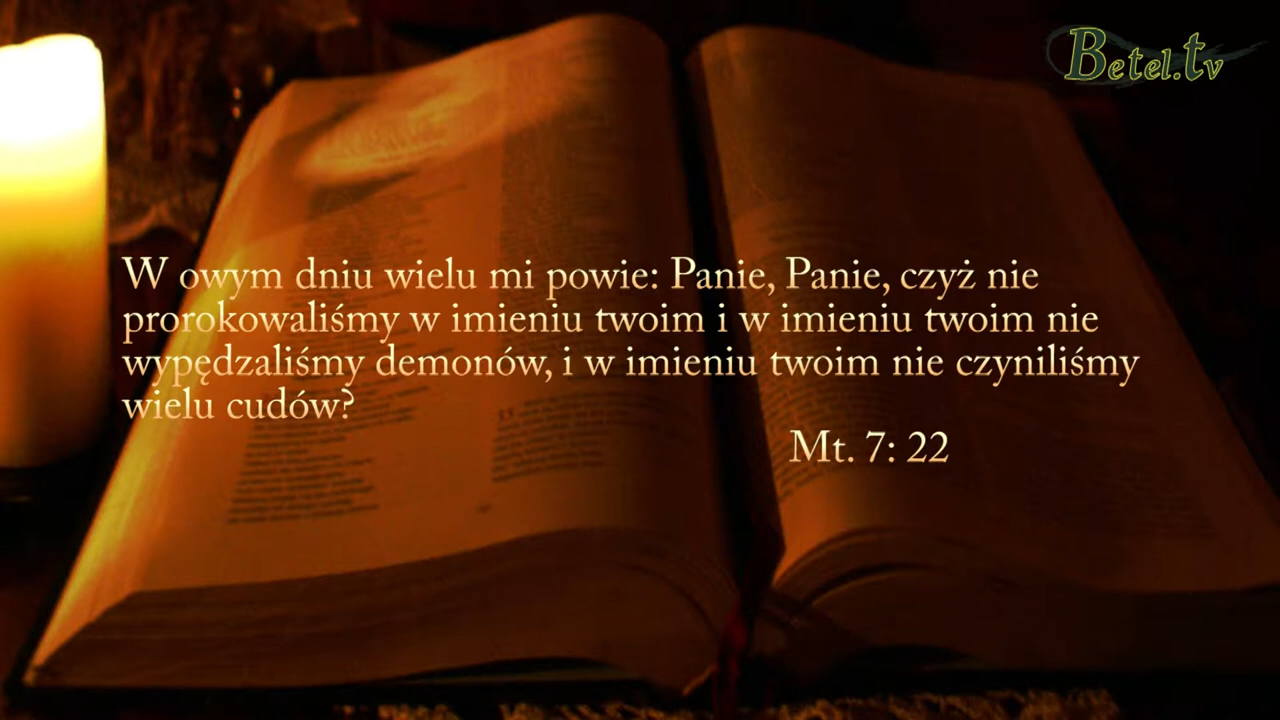 Betel.tv
W owym dniu wielu mi powie: Panie, Panie, czyż nie
prorokowaliśmy w imieniu twoim i w imieniu twoim nie
wypędzaliśmy demonów, i w imieniu twoim nie czyniliśmy
wielu cudów?
Mt. 7: 22